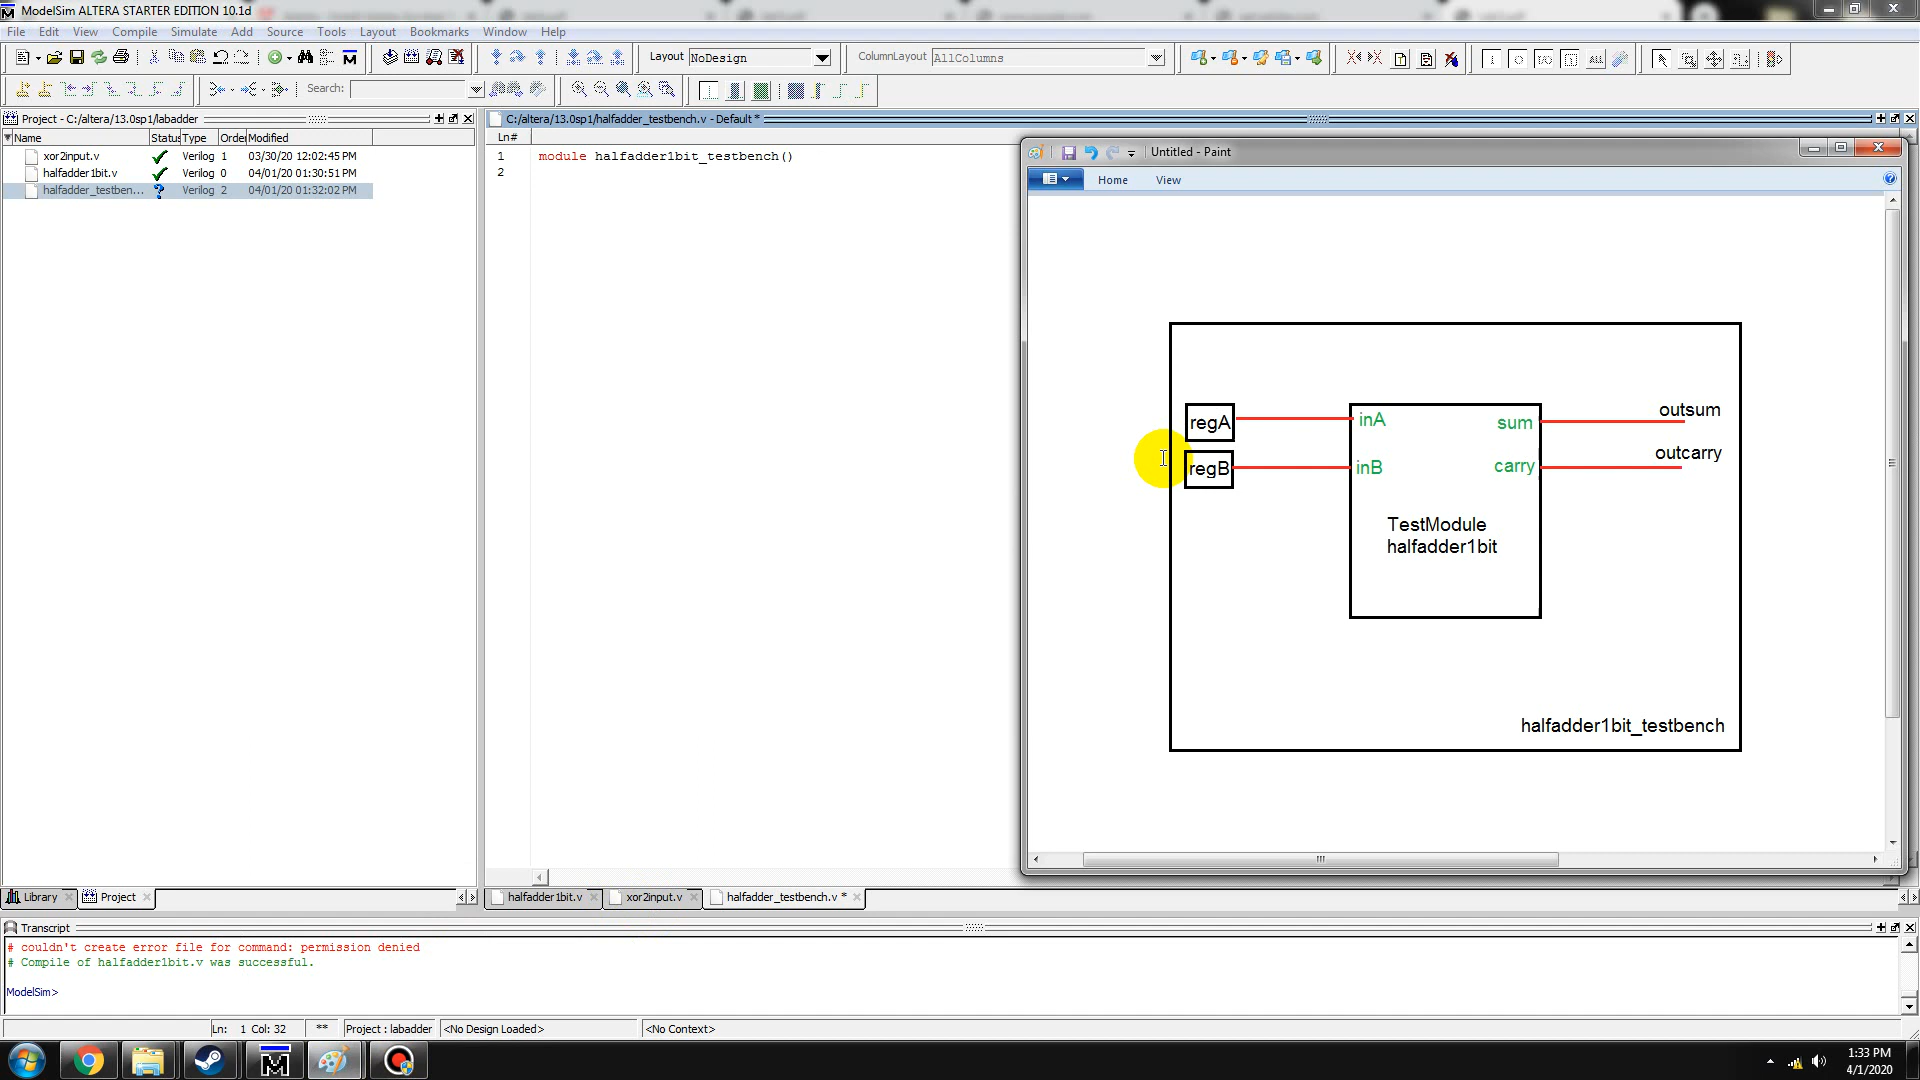 ModelSim ALTERA STARTER EDITION 10.1d
File Edit View Compile Simulate Add Source Tools Layout Bookmarks Window Help
Layout NoDesign ColumnLayout AllColumns
Search:
Project - C:/altera/13.0sp1/labadder
Name Status Type Order Modified
xor2input.v Verilog 1 03/30/20 12:02:45 PM
halfadder1bit.v Verilog 0 04/01/20 01:30:51 PM
halfadder_testben... Verilog 2 04/01/20 01:32:02 PM
C:/altera/13.0sp1/halfadder_testbench.v - Default *
Ln#
1 module halfadder1bit_testbench()
2
Untitled - Paint
Home View
regA inA sum outsum
regB inB carry outcarry
TestModule
halfadder1bit
halfadder1bit_testbench
Library Project
halfadder1bit.v xor2input.v halfadder_testbench.v *
Transcript
# couldn't create error file for command: permission denied
# Compile of halfadder1bit.v was successful.
ModelSim>
Ln: 1 Col: 32 ** Project : labadder <No Design Loaded> <No Context>
1:33 PM
4/1/2020